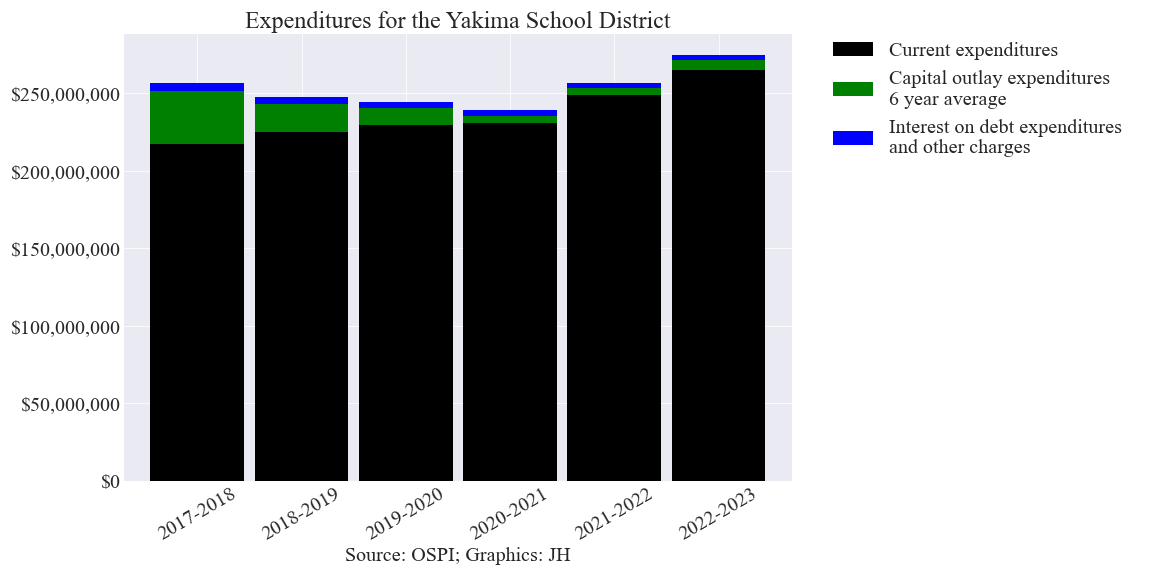 Expenditures for the Yakima School District
Current expenditures
Capital outlay expenditures
6 year average
Interest on debt expenditures
and other charges
$250,000,000
$200,000,000
$150,000,000
$100,000,000
$50,000,000
$0
2017-2018
2018-2019
2019-2020
2020-2021
2021-2022
2022-2023
Source: OSPI; Graphics: JH